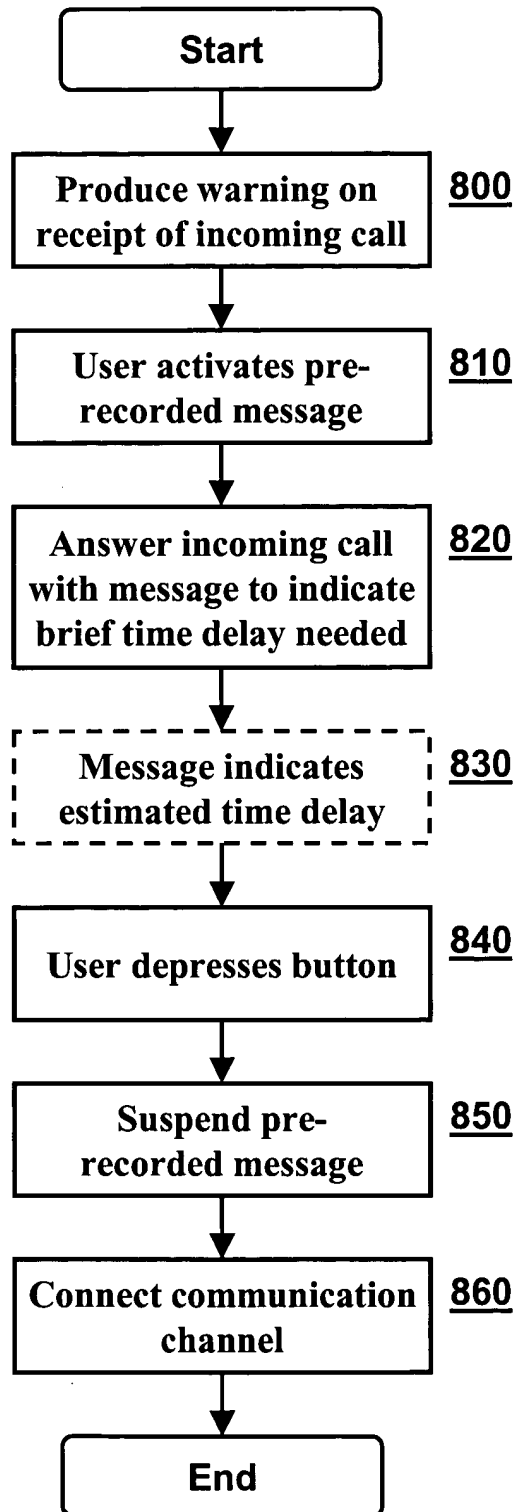 Start
Produce warning on
receipt of incoming call
800
User activates pre-
recorded message
810
Answer incoming call
with message to indicate
brief time delay needed
820
Message indicates
estimated time delay
830
User depresses button
840
Suspend pre-
recorded message
850
Connect communication
channel
860
End